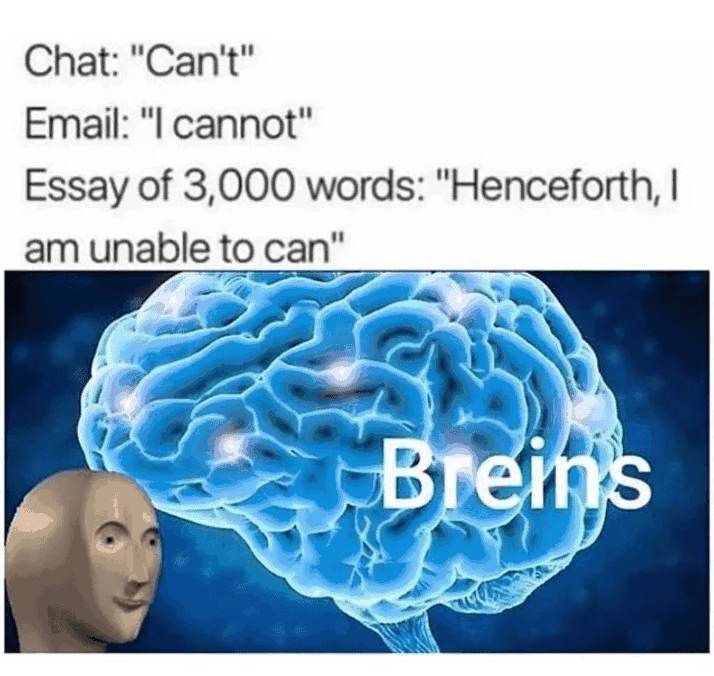 Chat: "Can't"
Email: "I cannot"
Essay of 3,000 words: "Henceforth, I
am unable to can"
Breins